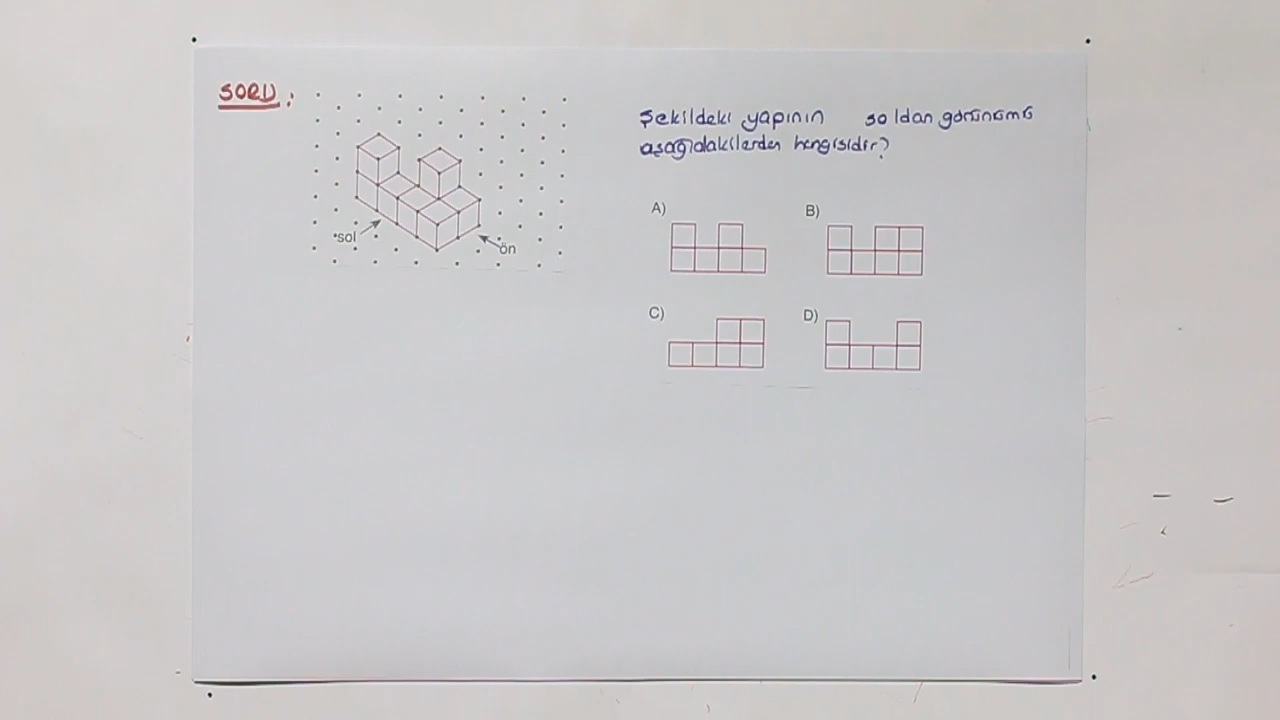 SORU :
Şekildeki yapının soldan görünümü
aşağıdakilerden hangisidir?
sol
ön
A)
B)
C)
D)